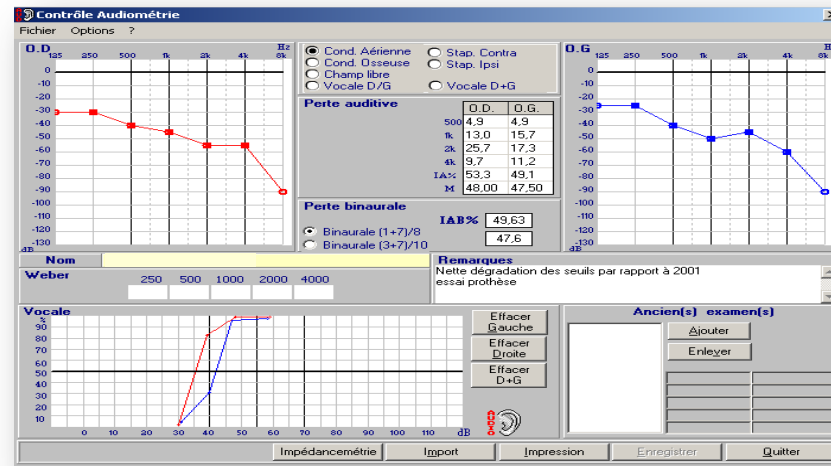 Contrôle Audiométrie
Fichier Options ?
O.D Hz
125 250 500 1k 2k 4k 8k
0
-10
-20
-30
-40
-50
-60
-70
-80
-90
-100
-110
-120
-130
dB
Cond. Aérienne Stap. Contra
Cond. Osseuse Stap. Ipsi
Champ libre
Vocale D/G Vocale D+G
Perte auditive
O.D. O.G.
500 4,9 4,9
1k 13,0 15,7
2k 25,7 17,3
4k 9,7 11,2
IA% 53,3 49,1
M 48,00 47,50
Perte binaurale
IAB% 49,63
Binaurale (1+7)/8
47,6
Binaurale (3+7)/10
O.G Hz
125 250 500 1k 2k 4k 8k
0
-10
-20
-30
-40
-50
-60
-70
-80
-90
-100
-110
-120
-130
dB
Nom
Weber 250 500 1000 2000 4000
Remarques
Nette dégradation des seuils par rapport à 2001
essai prothèse
Vocale
%
90
80
70
60
50
40
30
20
10
0 10 20 30 40 50 60 70 80 90 100 110 dB
Effacer
Gauche
Effacer
Droite
Effacer
D+G
AUDIO
Ancien(s) examen(s)
Ajouter
Enlever
Impédancemétrie Import Impression Enregistrer Quitter